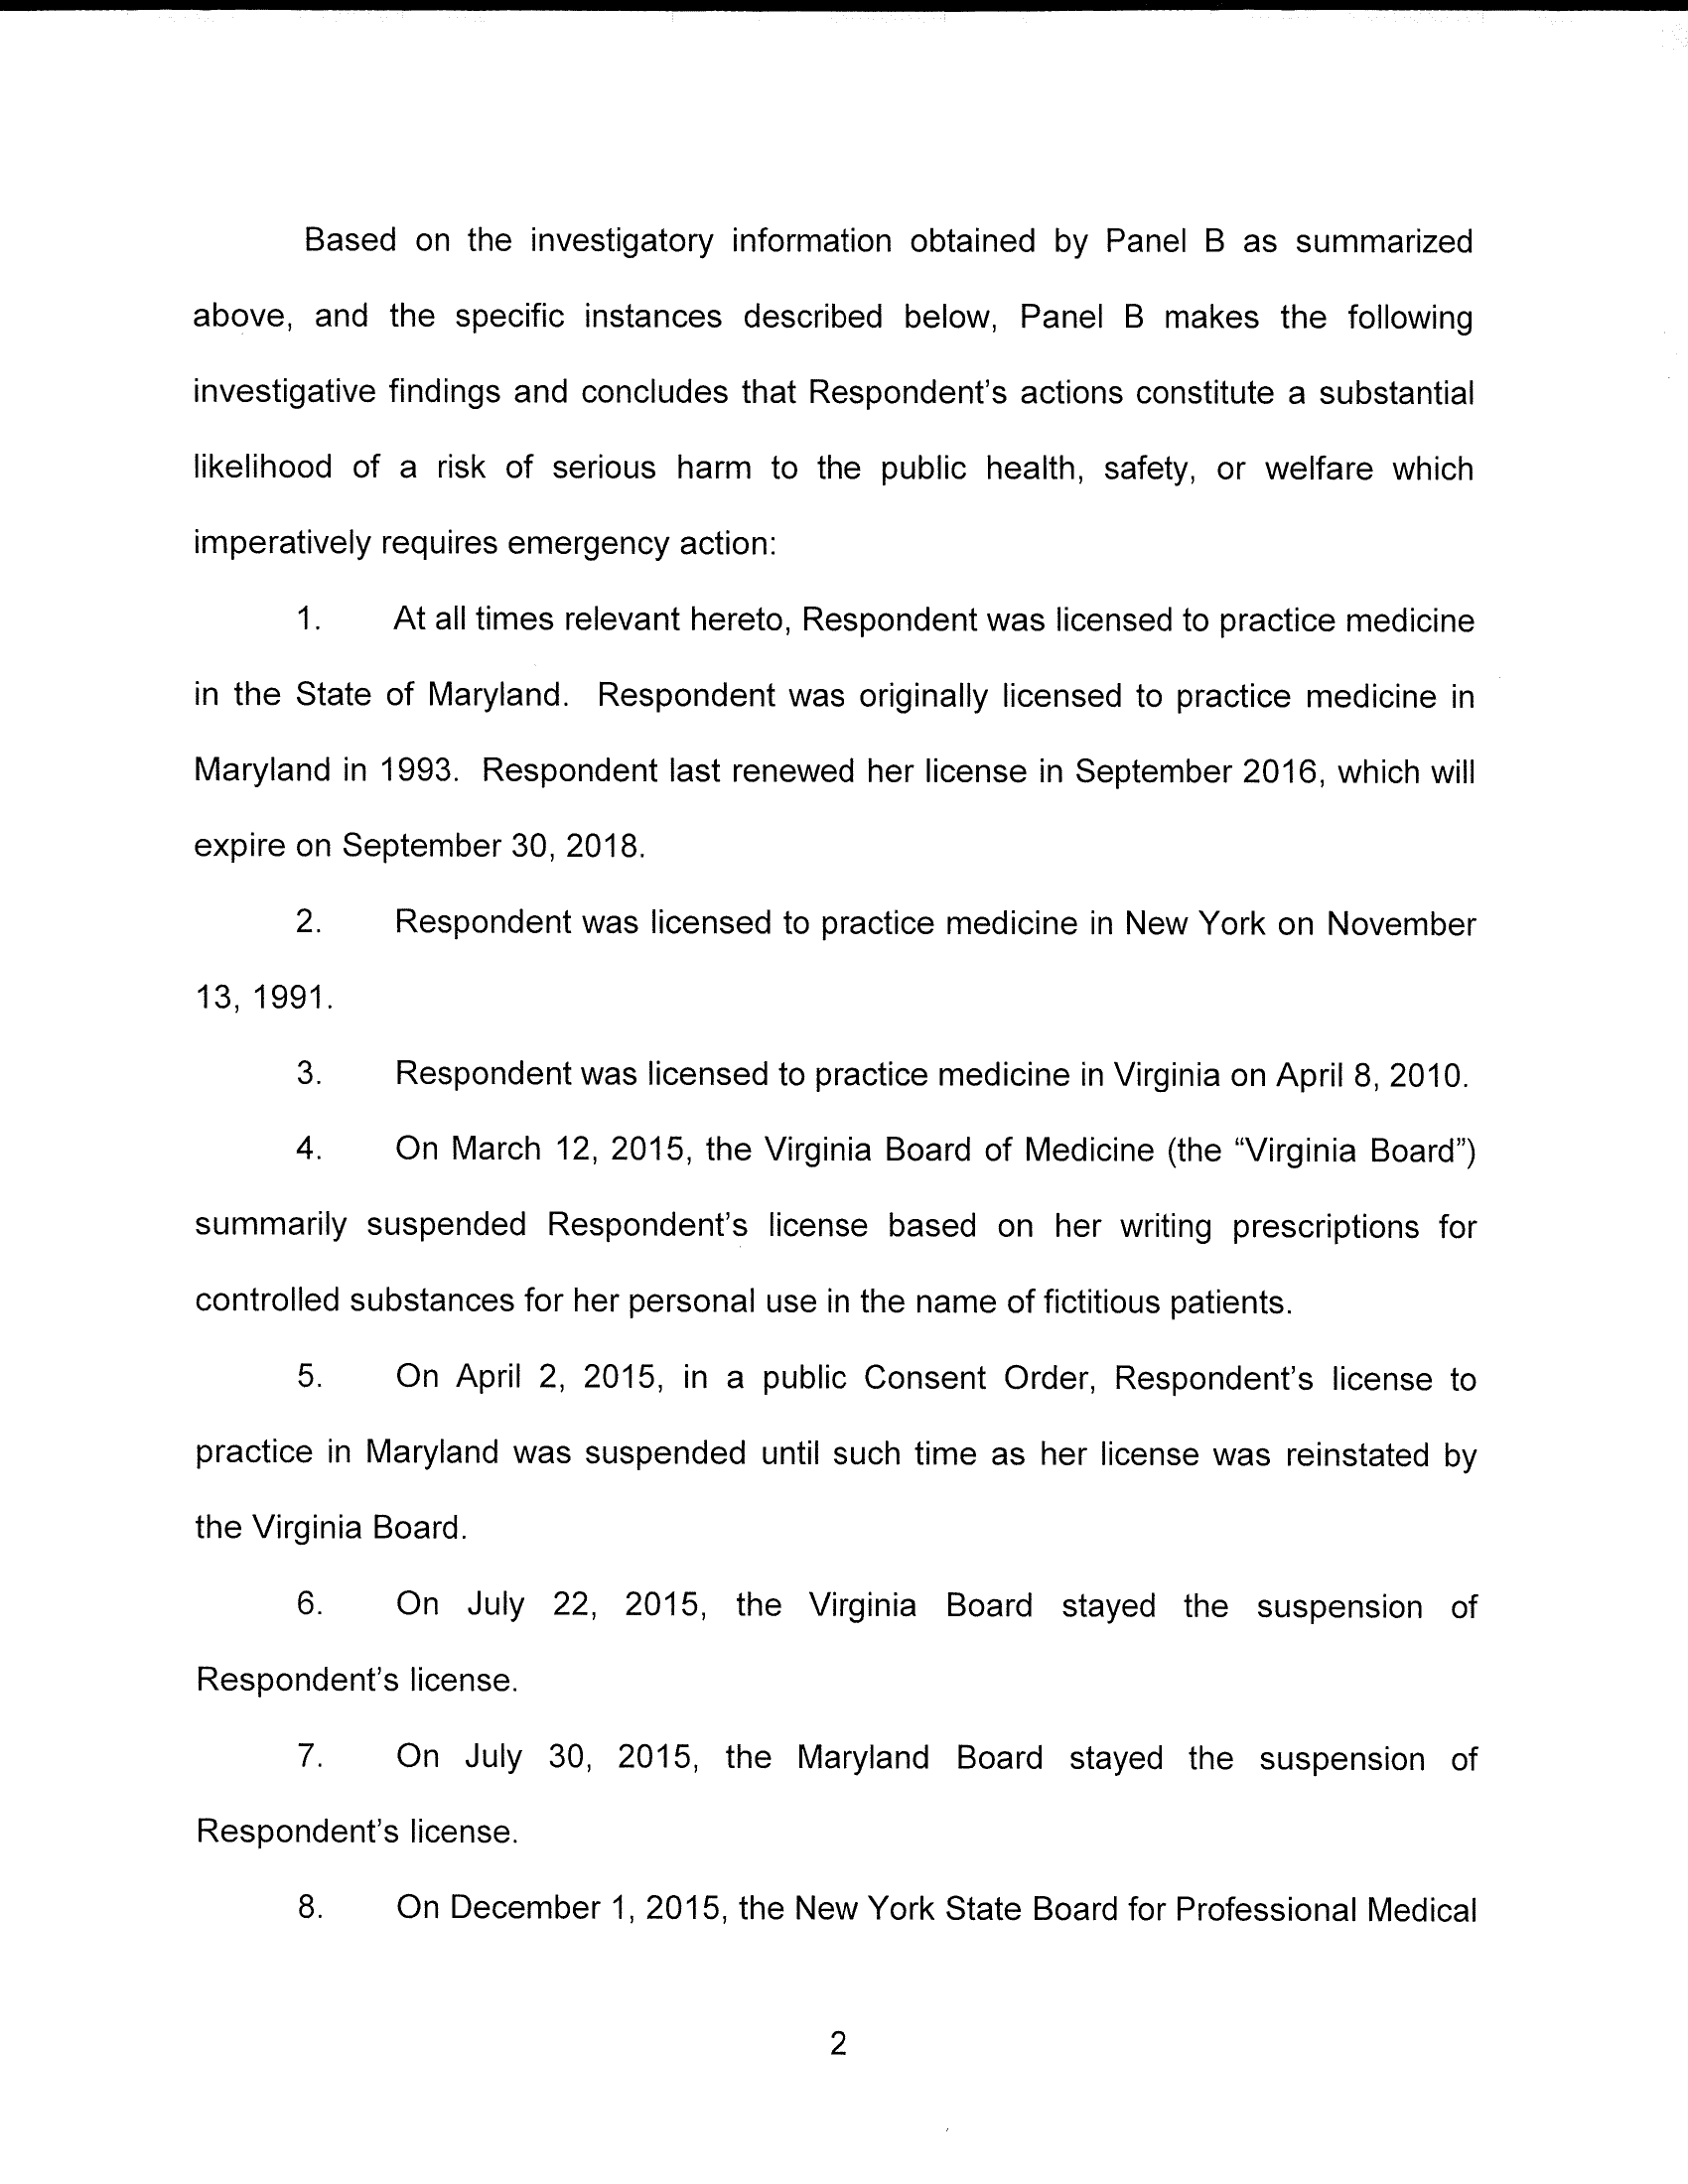 Based on the investigatory information obtained by Panel B as summarized
above, and the specific instances described below, Panel B makes the following
investigative findings and concludes that Respondent's actions constitute a substantial
likelihood of a risk of serious harm to the public health, safety, or welfare which
imperatively requires emergency action:
1. At all times relevant hereto, Respondent was licensed to practice medicine
in the State of Maryland. Respondent was originally licensed to practice medicine in
Maryland in 1993. Respondent last renewed her license in September 2016, which will
expire on September 30, 2018.
2. Respondent was licensed to practice medicine in New York on November
13, 1991.
3. Respondent was licensed to practice medicine in Virginia on April 8, 2010.
4. On March 12, 2015, the Virginia Board of Medicine (the “Virginia Board”)
summarily suspended Respondent's license based on her writing prescriptions for
controlled substances for her personal use in the name of fictitious patients.
5. On April 2, 2015, in a public Consent Order, Respondent's license to
practice in Maryland was suspended until such time as her license was reinstated by
the Virginia Board.
6. On July 22, 2015, the Virginia Board stayed the suspension of
Respondent's license.
7. On July 30, 2015, the Maryland Board stayed the suspension of
Respondent's license.
8. On December 1, 2015, the New York State Board for Professional Medical
2